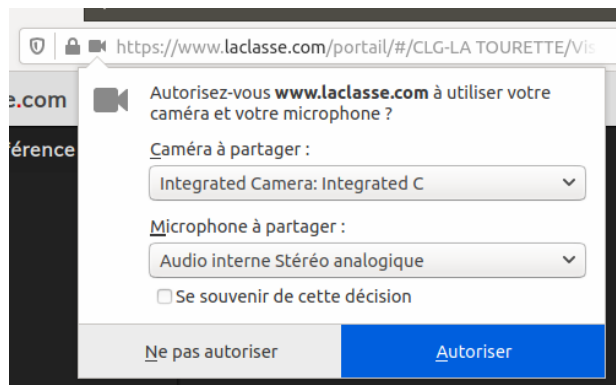 https://www.laclasse.com/portail/#/CLG-LA TOURETTE/Vis
e.com
Autorisez-vous www.laclasse.com à utiliser votre
caméra et votre microphone ?
férence
Caméra à partager :
Integrated Camera: Integrated C
Microphone à partager :
Audio interne Stéréo analogique
Se souvenir de cette décision
Ne pas autoriser
Autoriser